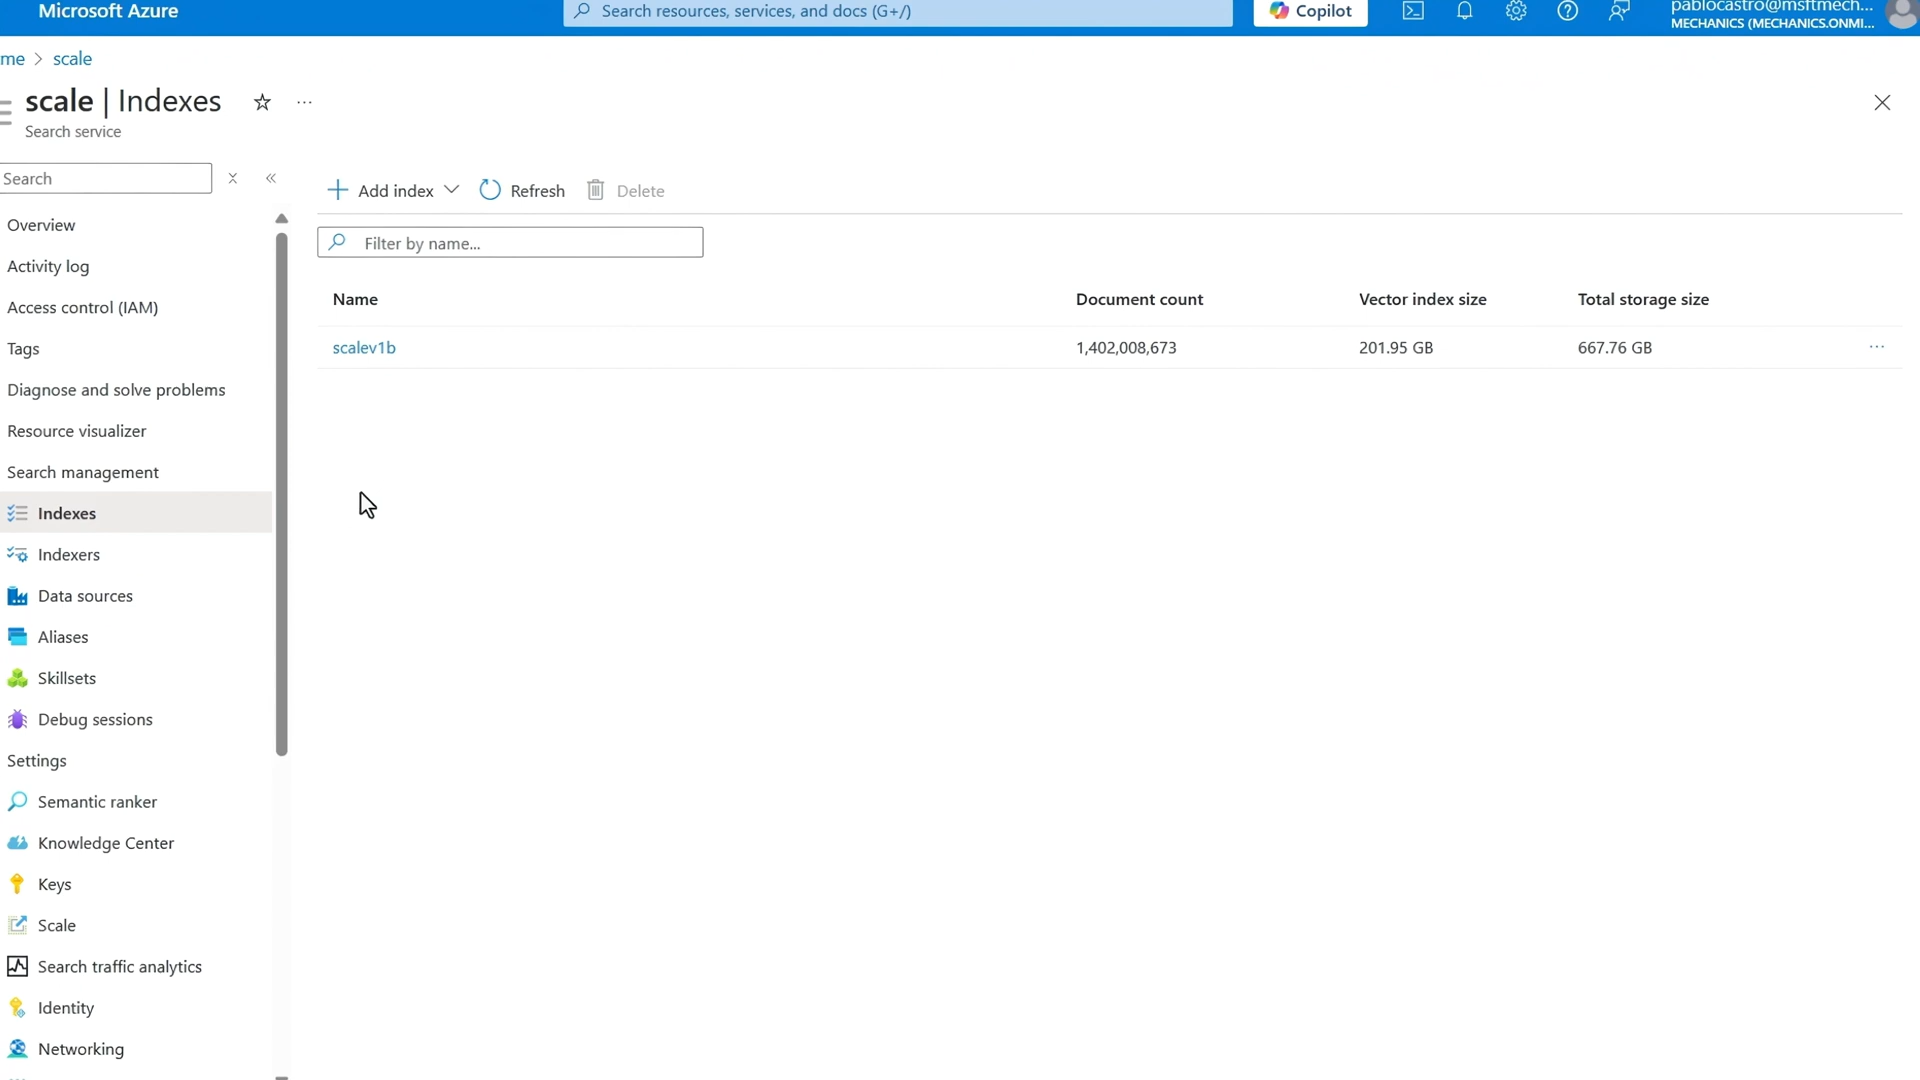 Microsoft Azure
Search resources, services, and docs (G+/)
Copilot
pablocastro@msftmech...
MECHANICS (MECHANICS.ONMI...
me > scale
scale | Indexes
Search service
Search
Add index
Refresh
Delete
Filter by name...
Name
Document count
Vector index size
Total storage size
scalev1b
1,402,008,673
201.95 GB
667.76 GB
Overview
Activity log
Access control (IAM)
Tags
Diagnose and solve problems
Resource visualizer
Search management
Indexes
Indexers
Data sources
Aliases
Skillsets
Debug sessions
Settings
Semantic ranker
Knowledge Center
Keys
Scale
Search traffic analytics
Identity
Networking